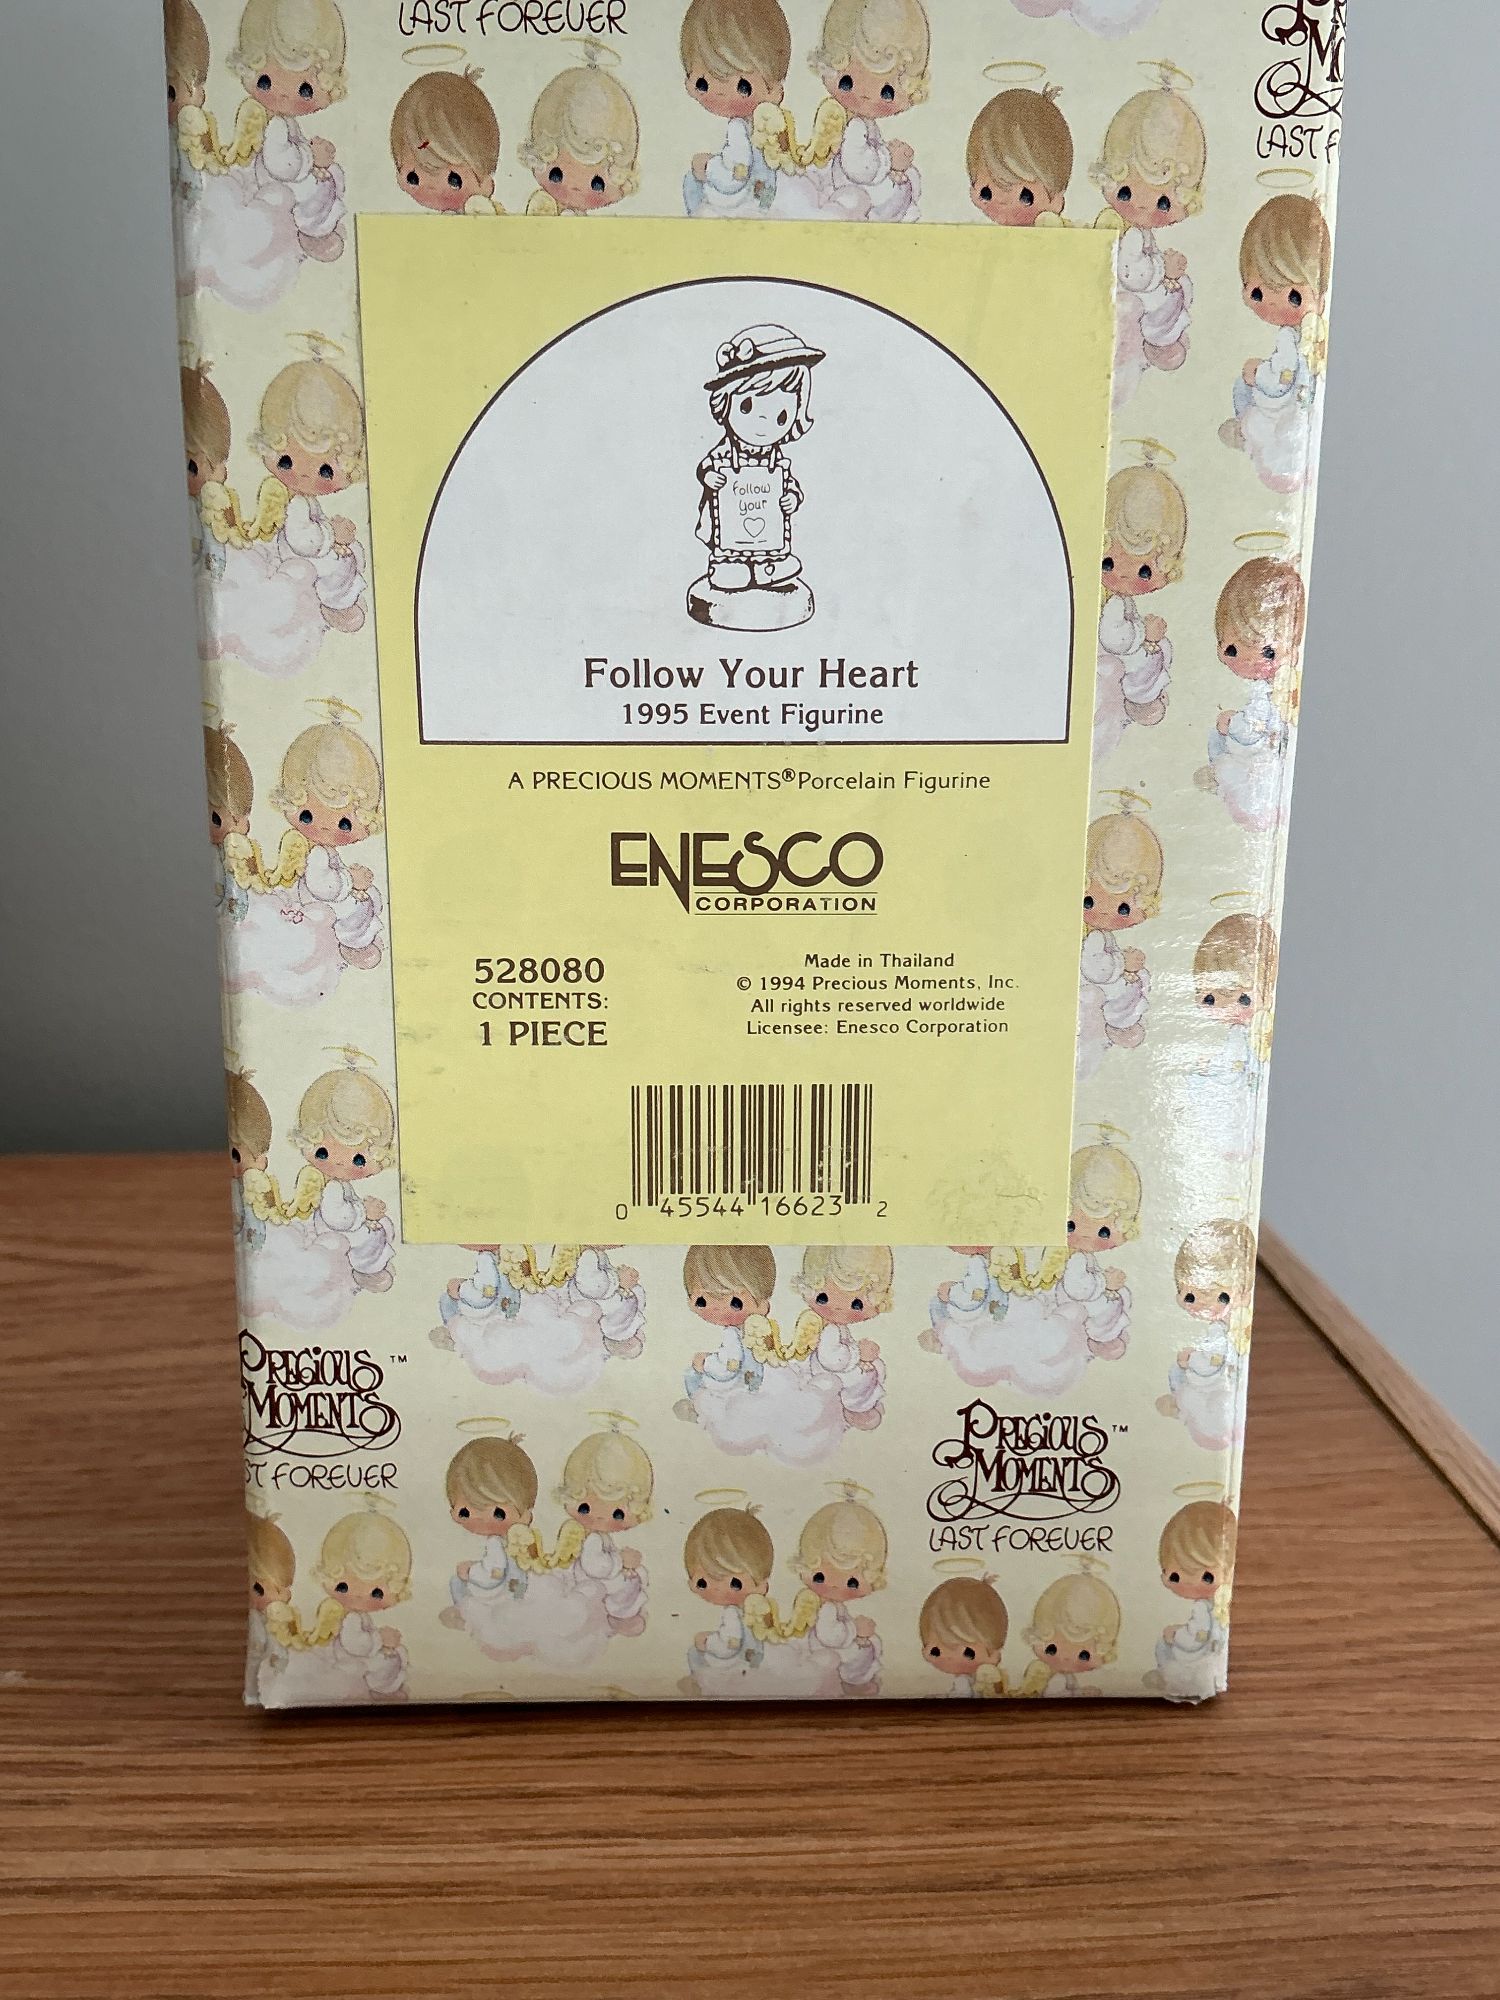 LAST FOREVER
LAST F
follow
your
Follow Your Heart
1995 Event Figurine
A PRECIOUS MOMENTS® Porcelain Figurine
ENESCO
CORPORATION
528080
CONTENTS:
1 PIECE
Made in Thailand
© 1994 Precious Moments, Inc.
All rights reserved worldwide
Licensee: Enesco Corporation
0 45544 16623 2
PRECIOUS ™
MOMENTS
ST FOREVER
PRECIOUS ™
MOMENTS
LAST FOREVER